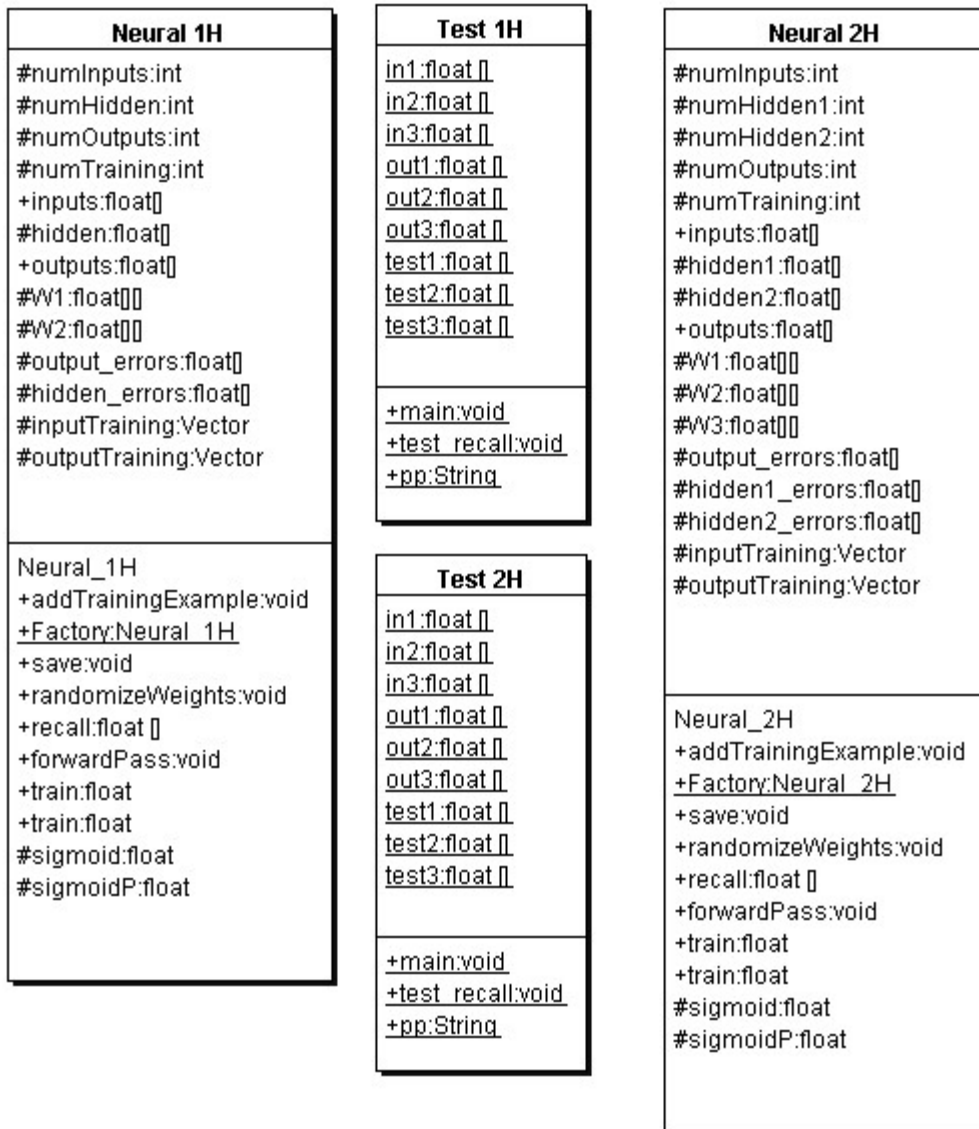 Neural 1H
#numInputs:int
#numHidden:int
#numOutputs:int
#numTraining:int
+inputs:float[]
#hidden:float[]
+outputs:float[]
#W1:float[][]
#W2:float[][]
#output_errors:float[]
#hidden_errors:float[]
#inputTraining:Vector
#outputTraining:Vector
Neural_1H
+addTrainingExample:void
+Factory:Neural_1H
+save:void
+randomizeWeights:void
+recall:float []
+forwardPass:void
+train:float
+train:float
#sigmoid:float
#sigmoidP:float
Test 1H
in1:float []
in2:float []
in3:float []
out1:float []
out2:float []
out3:float []
test1:float []
test2:float []
test3:float []
+main:void
+test_recall:void
+pp:String
Test 2H
in1:float []
in2:float []
in3:float []
out1:float []
out2:float []
out3:float []
test1:float []
test2:float []
test3:float []
+main:void
+test_recall:void
+pp:String
Neural 2H
#numInputs:int
#numHidden1:int
#numHidden2:int
#numOutputs:int
#numTraining:int
+inputs:float[]
#hidden1:float[]
#hidden2:float[]
+outputs:float[]
#W1:float[][]
#W2:float[][]
#W3:float[][]
#output_errors:float[]
#hidden1_errors:float[]
#hidden2_errors:float[]
#inputTraining:Vector
#outputTraining:Vector
Neural_2H
+addTrainingExample:void
+Factory:Neural_2H
+save:void
+randomizeWeights:void
+recall:float []
+forwardPass:void
+train:float
+train:float
#sigmoid:float
#sigmoidP:float